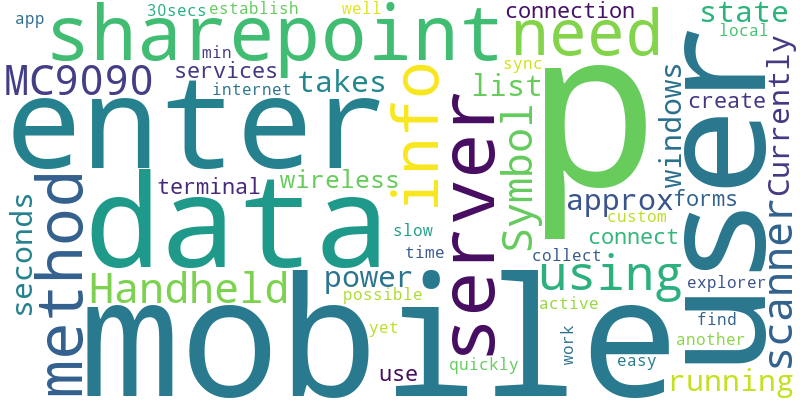 app
30secs
establish
well
connection
state
local
sharepoint
need
min
MC9090
services
internet
takes
sync
list
windows
create
enter
info
server
symbol
p
user
Currently
terminal
wireless
approx
forms
custom
data
method
seconds
slow
time
connect
collect
scanner
Handheld
power
possible
using
explorer
active
find
another
yet
mobile
work
easy
use
quickly
running